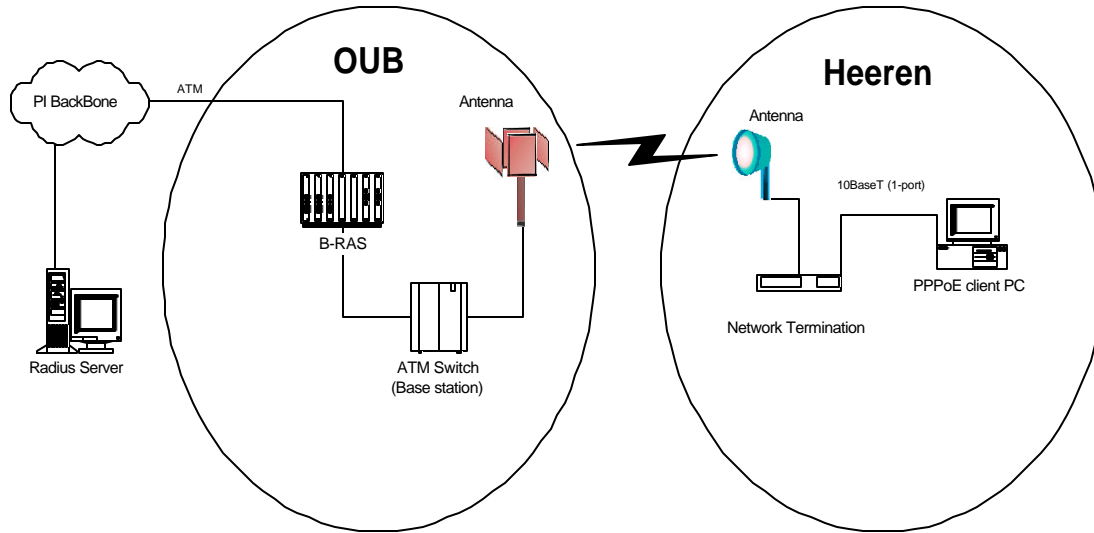 OUB
Heeren
PI BackBone
ATM
Antenna
Antenna
10BaseT (1-port)
B-RAS
PPPoE client PC
Network Termination
Radius Server
ATM Switch
(Base station)